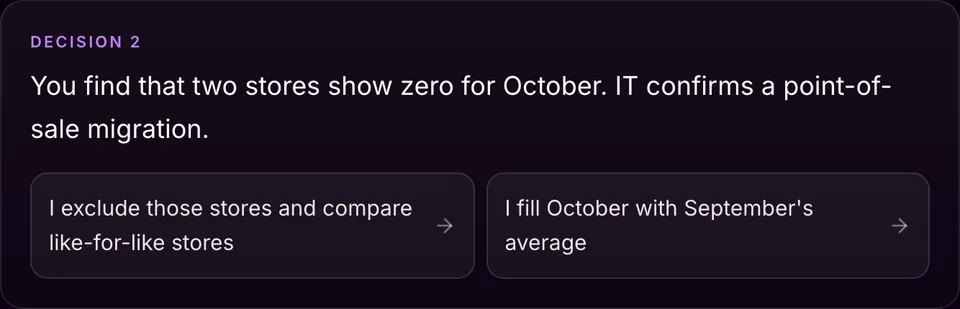 DECISION 2
You find that two stores show zero for October. IT confirms a point-of-
sale migration.
I exclude those stores and compare
like-for-like stores
I fill October with September's
average